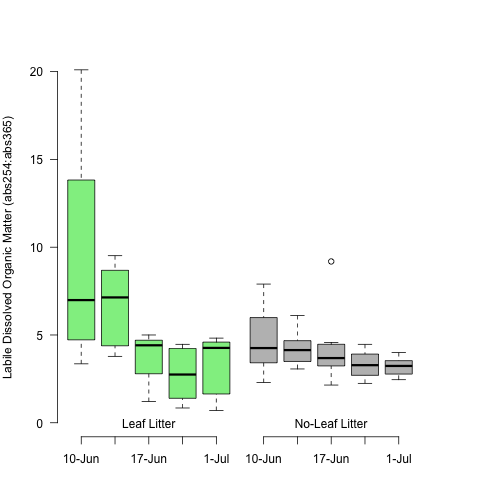 Labile Dissolved Organic Matter (abs254:abs365)
20
15
10
5
0
Leaf Litter
No-Leaf Litter
10-Jun
17-Jun
1-Jul
10-Jun
17-Jun
1-Jul